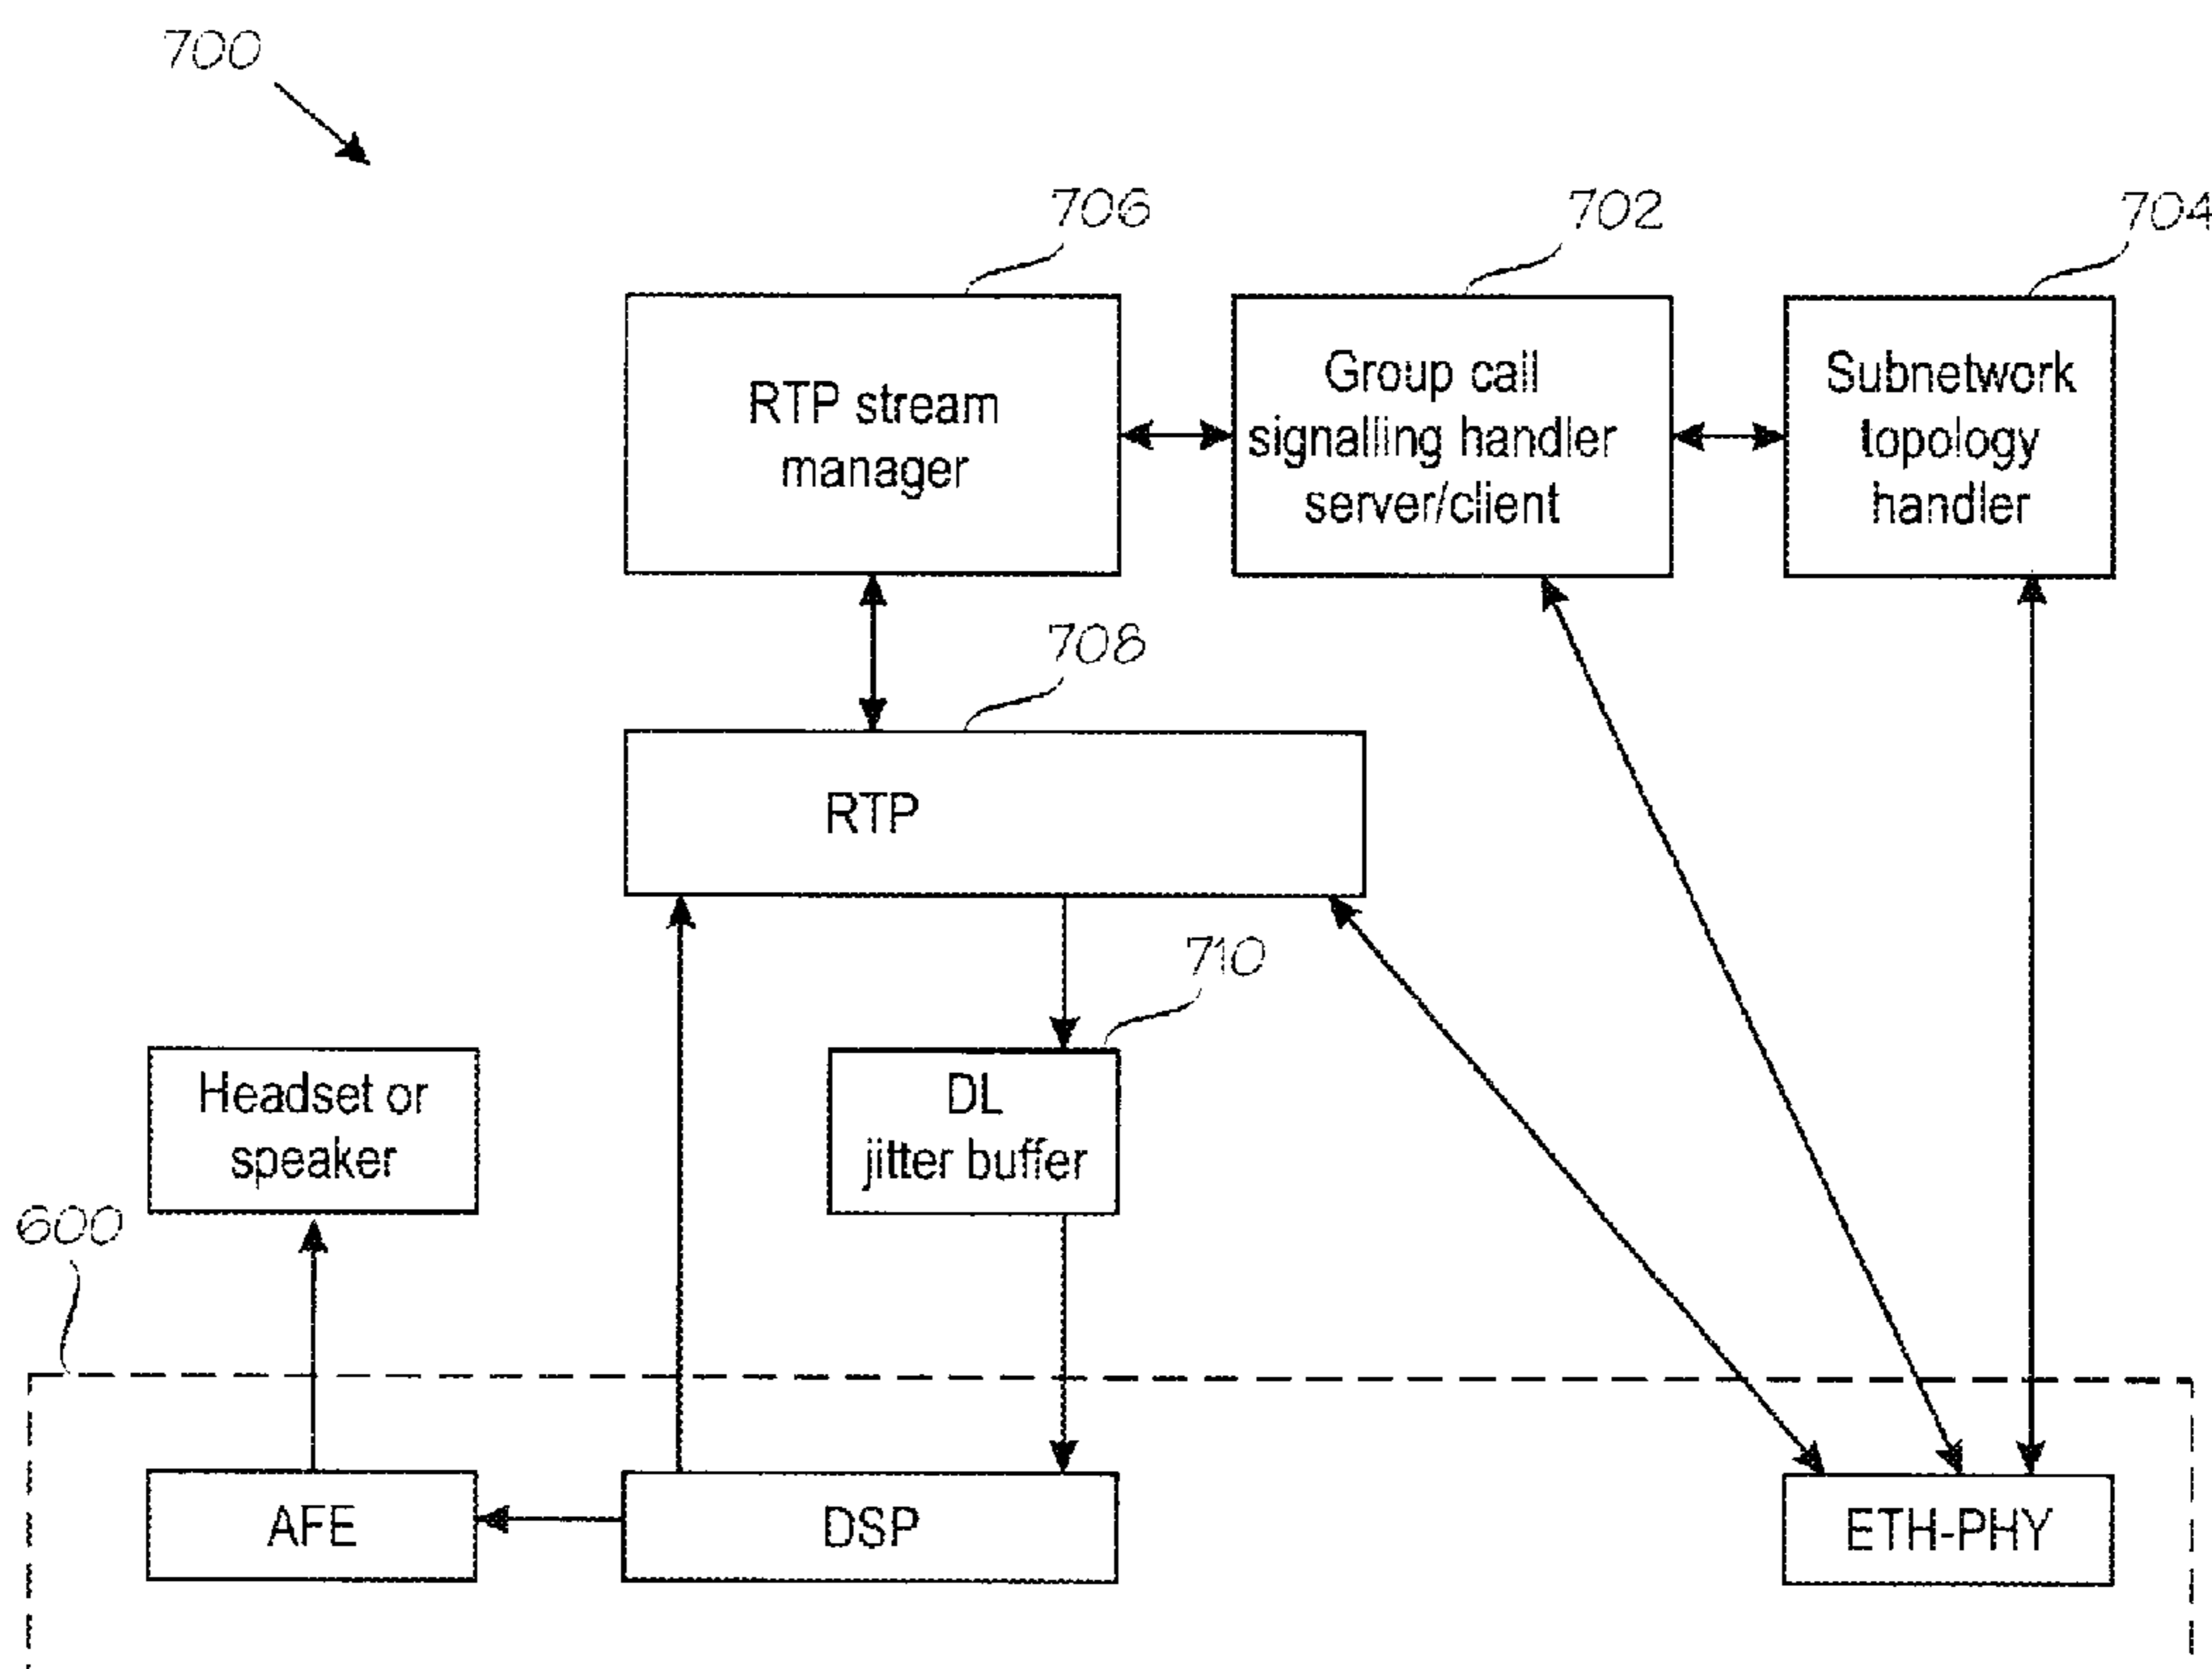 700
706
702
704
RTP stream
manager
Group call
signalling handler
server/client
Subnetwork
topology
handler
708
RTP
710
Headset or
speaker
DL
jitter buffer
600
AFE
DSP
ETH-PHY